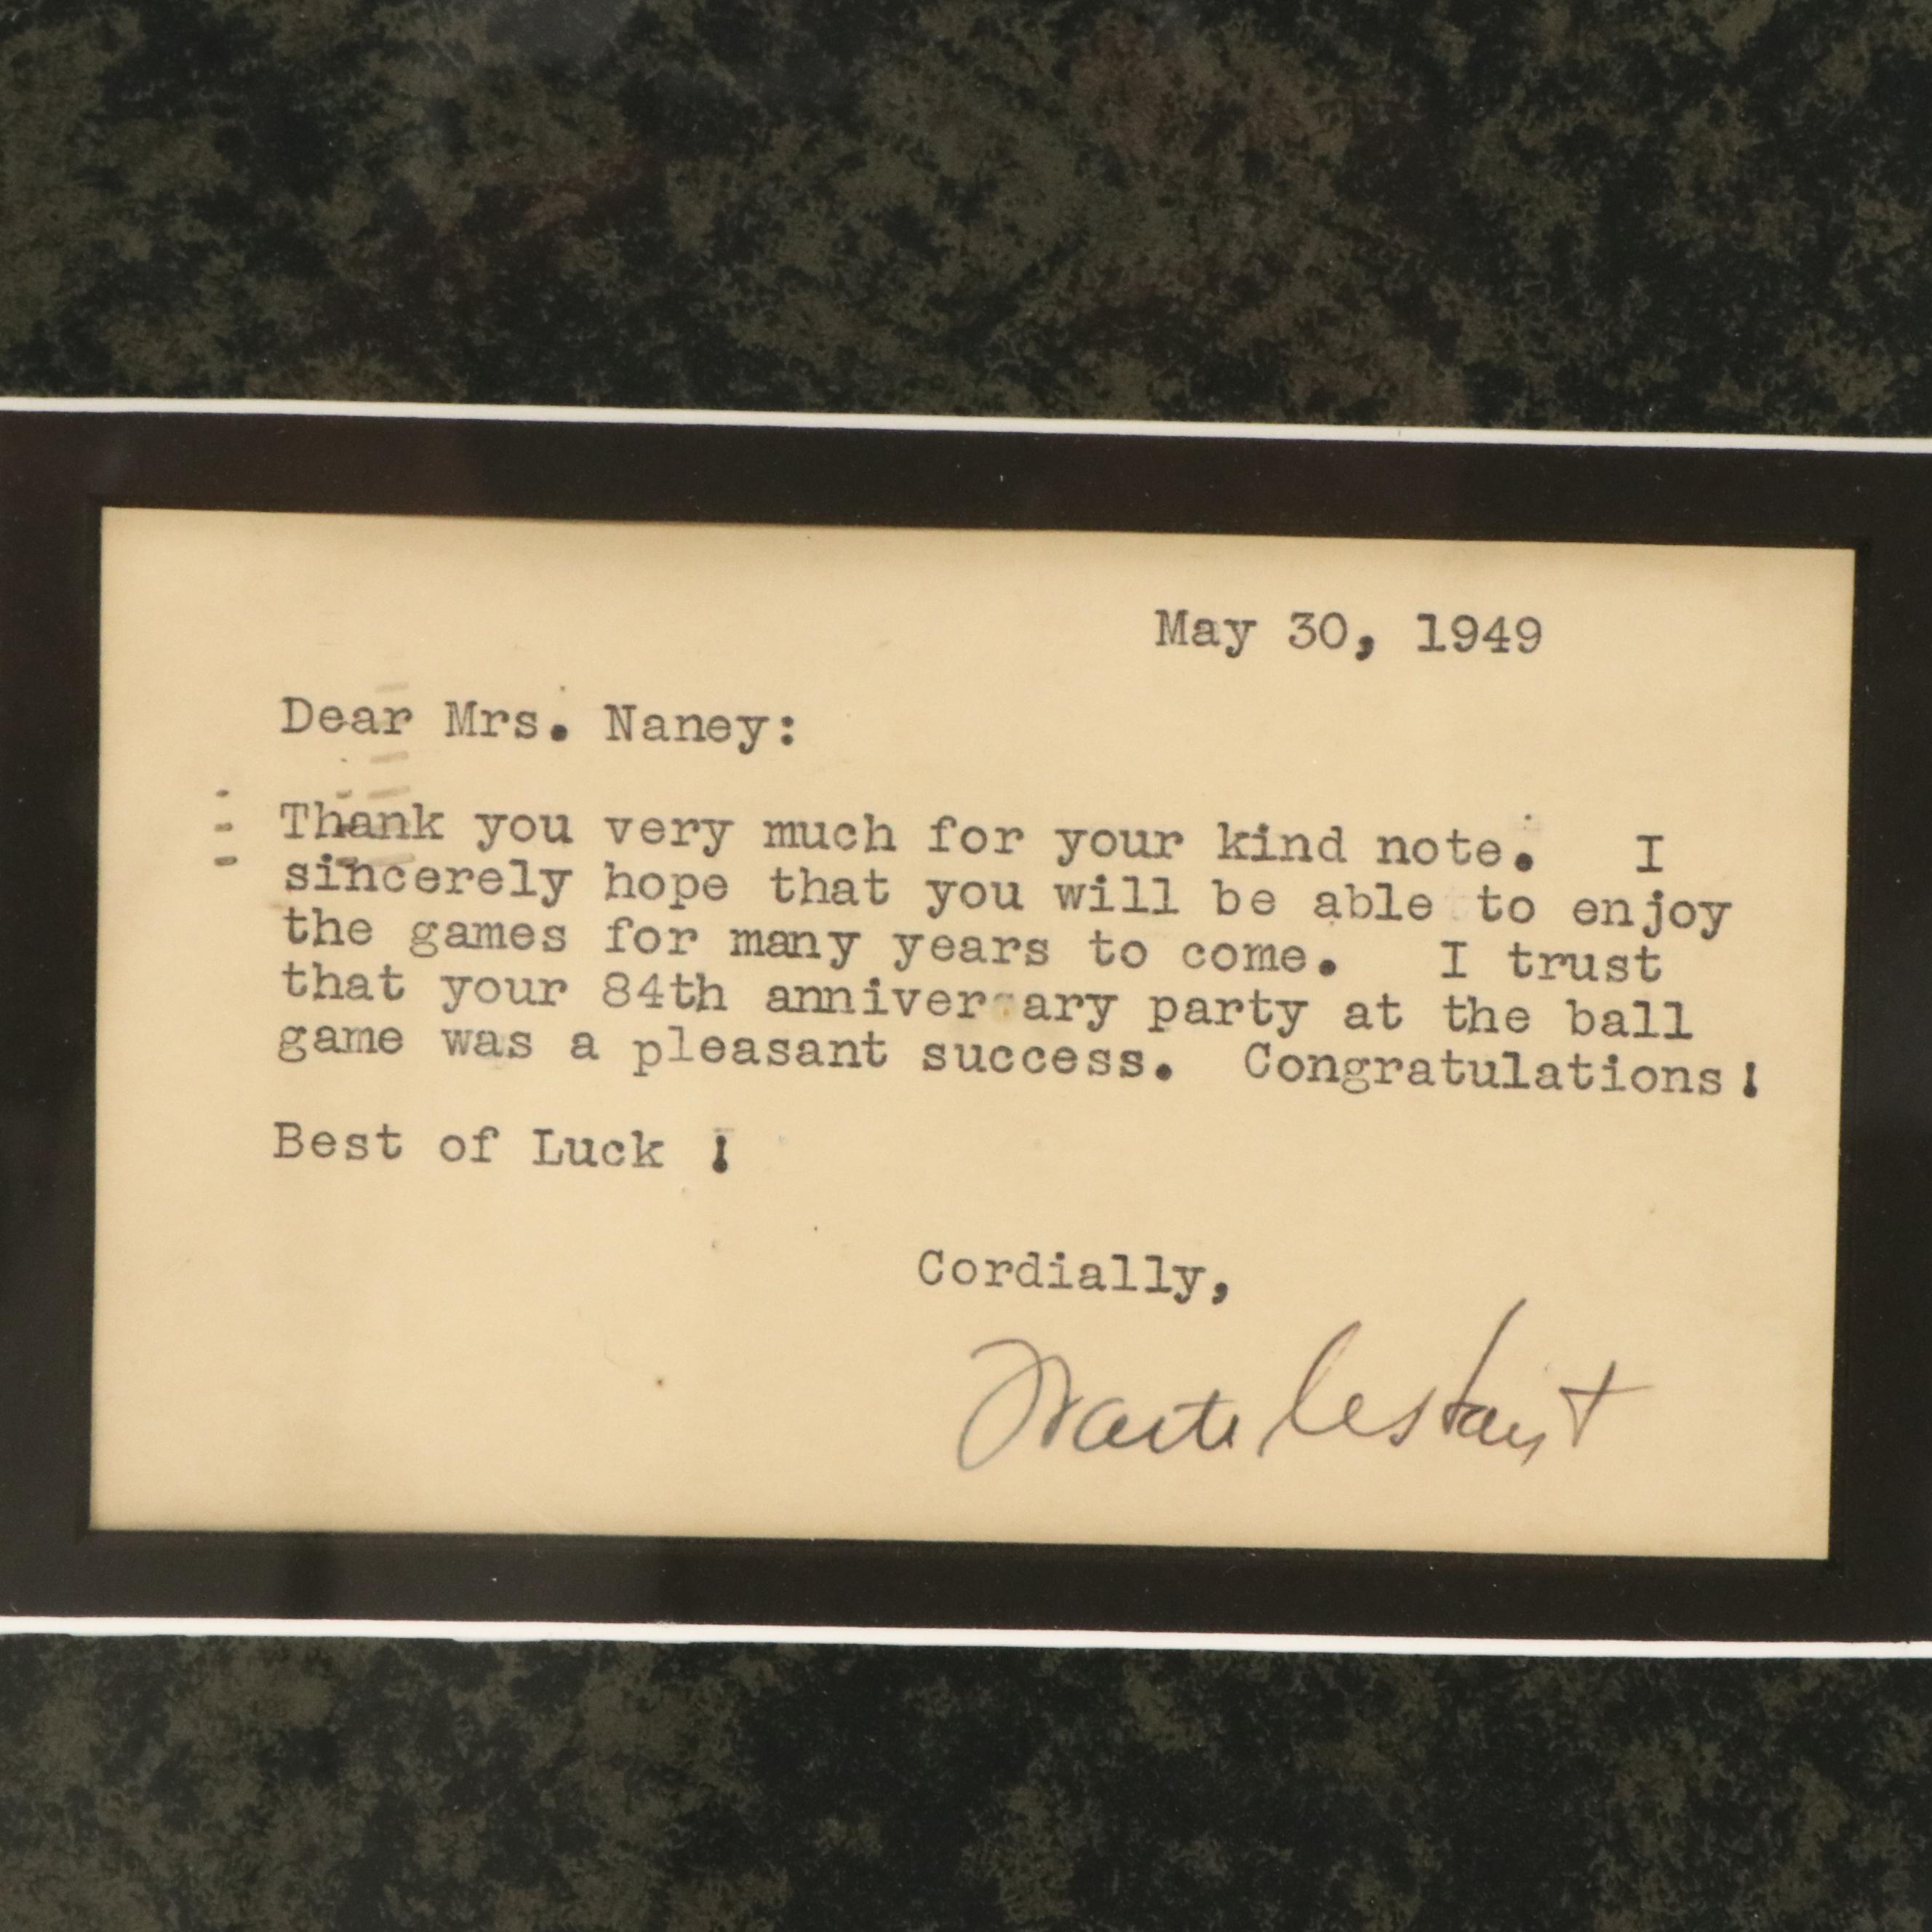 May 30, 1949
Dear Mrs. Naney:
Thank you very much for your kind note. I
sincerely hope that you will be able to enjoy
the games for many years to come. I trust
that your 84th anniversary party at the ball
game was a pleasant success. Congratulations!
Best of Luck !
Cordially,